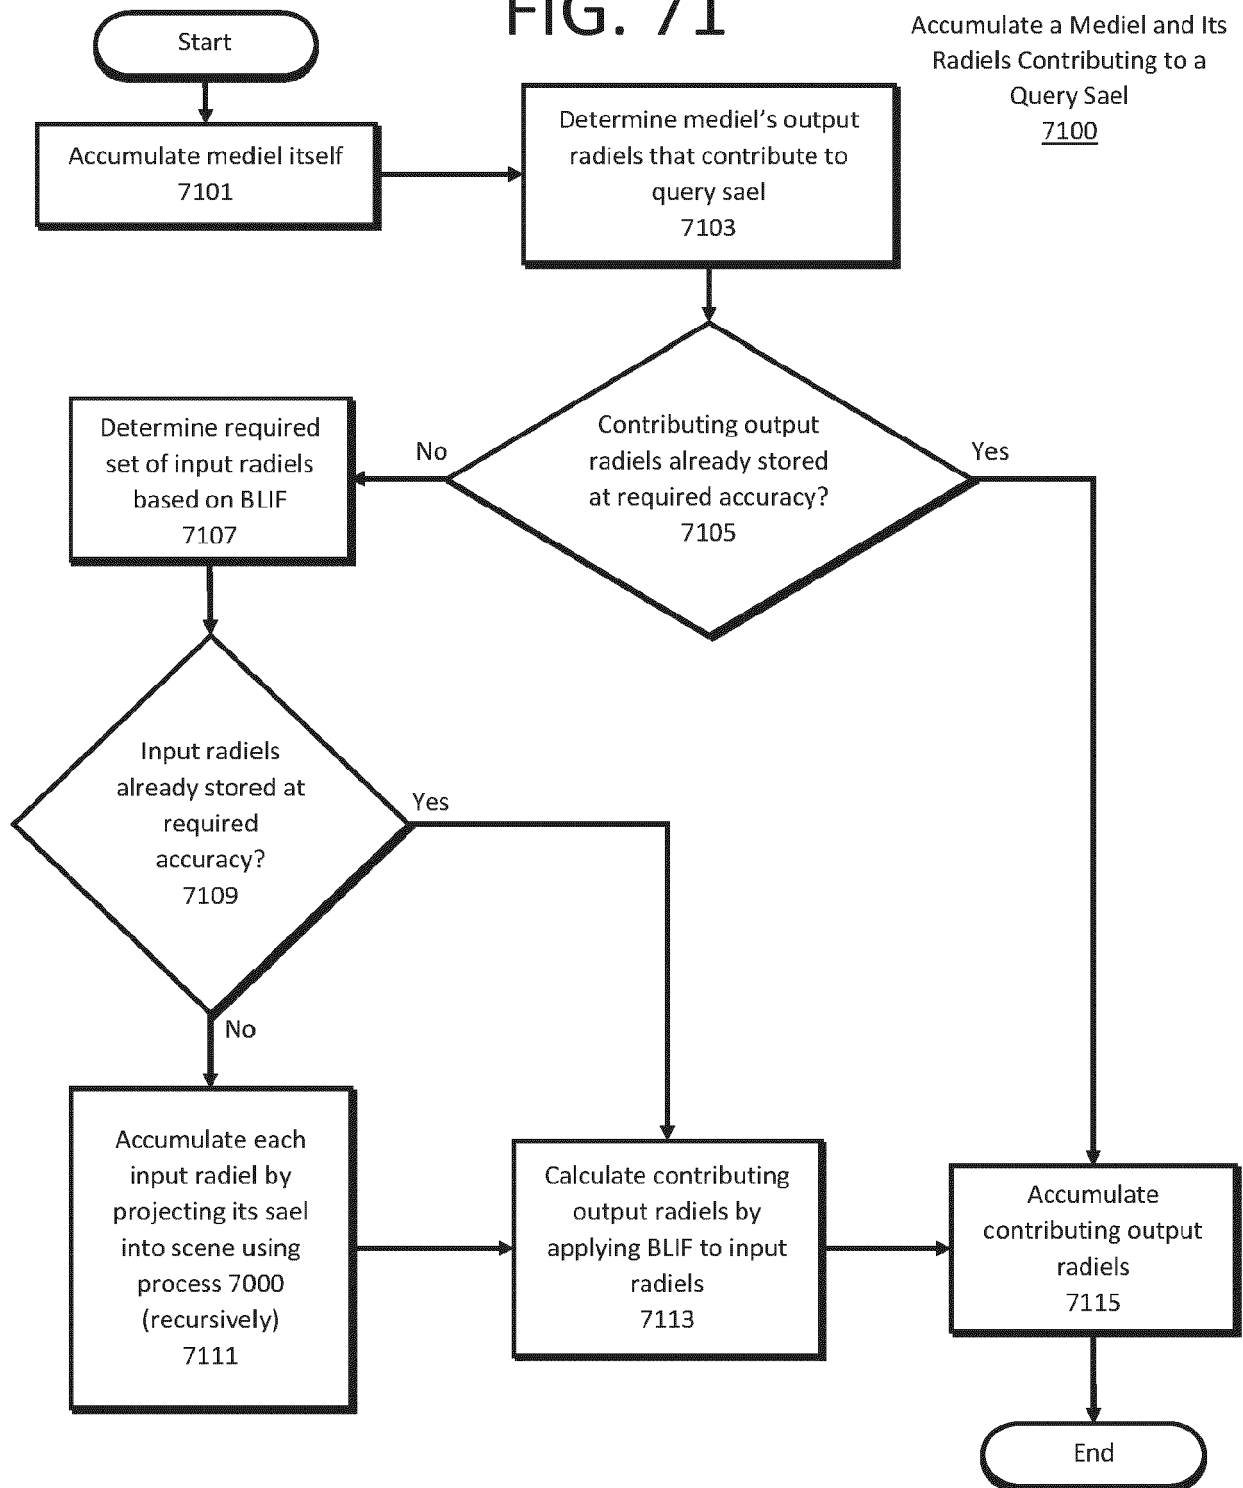 FIG. 71
Accumulate a Mediel and Its
Radiels Contributing to a
Query Sael
7100
Start
Accumulate mediel itself
7101
Determine mediel's output
radiels that contribute to
query sael
7103
Contributing output
radiels already stored
at required accuracy?
7105
No
Yes
Determine required
set of input radiels
based on BLIF
7107
Input radiels
already stored at
required
accuracy?
7109
Yes
No
Accumulate each
input radiel by
projecting its sael
into scene using
process 7000
(recursively)
7111
Calculate contributing
output radiels by
applying BLIF to input
radiels
7113
Accumulate
contributing output
radiels
7115
End